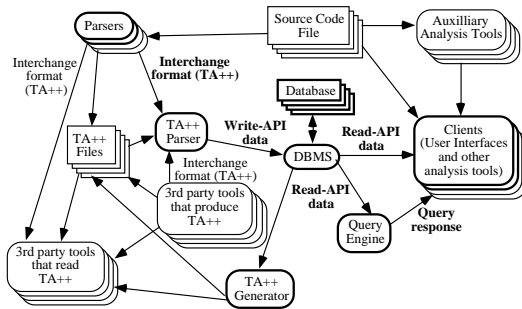 Parsers
Source Code
File
Auxilliary
Analysis Tools
Interchange
format
(TA++)
Interchange
format (TA++)
Database
TA++
Files
TA++
Parser
Write-API
data
DBMS
Read-API
data
Clients
(User Interfaces
and other
analysis tools)
Interchange
format (TA++)
3rd party tools
that produce
TA++
Read-API
data
Query
Engine
Query
response
3rd party tools
that read
TA++
TA++
Generator